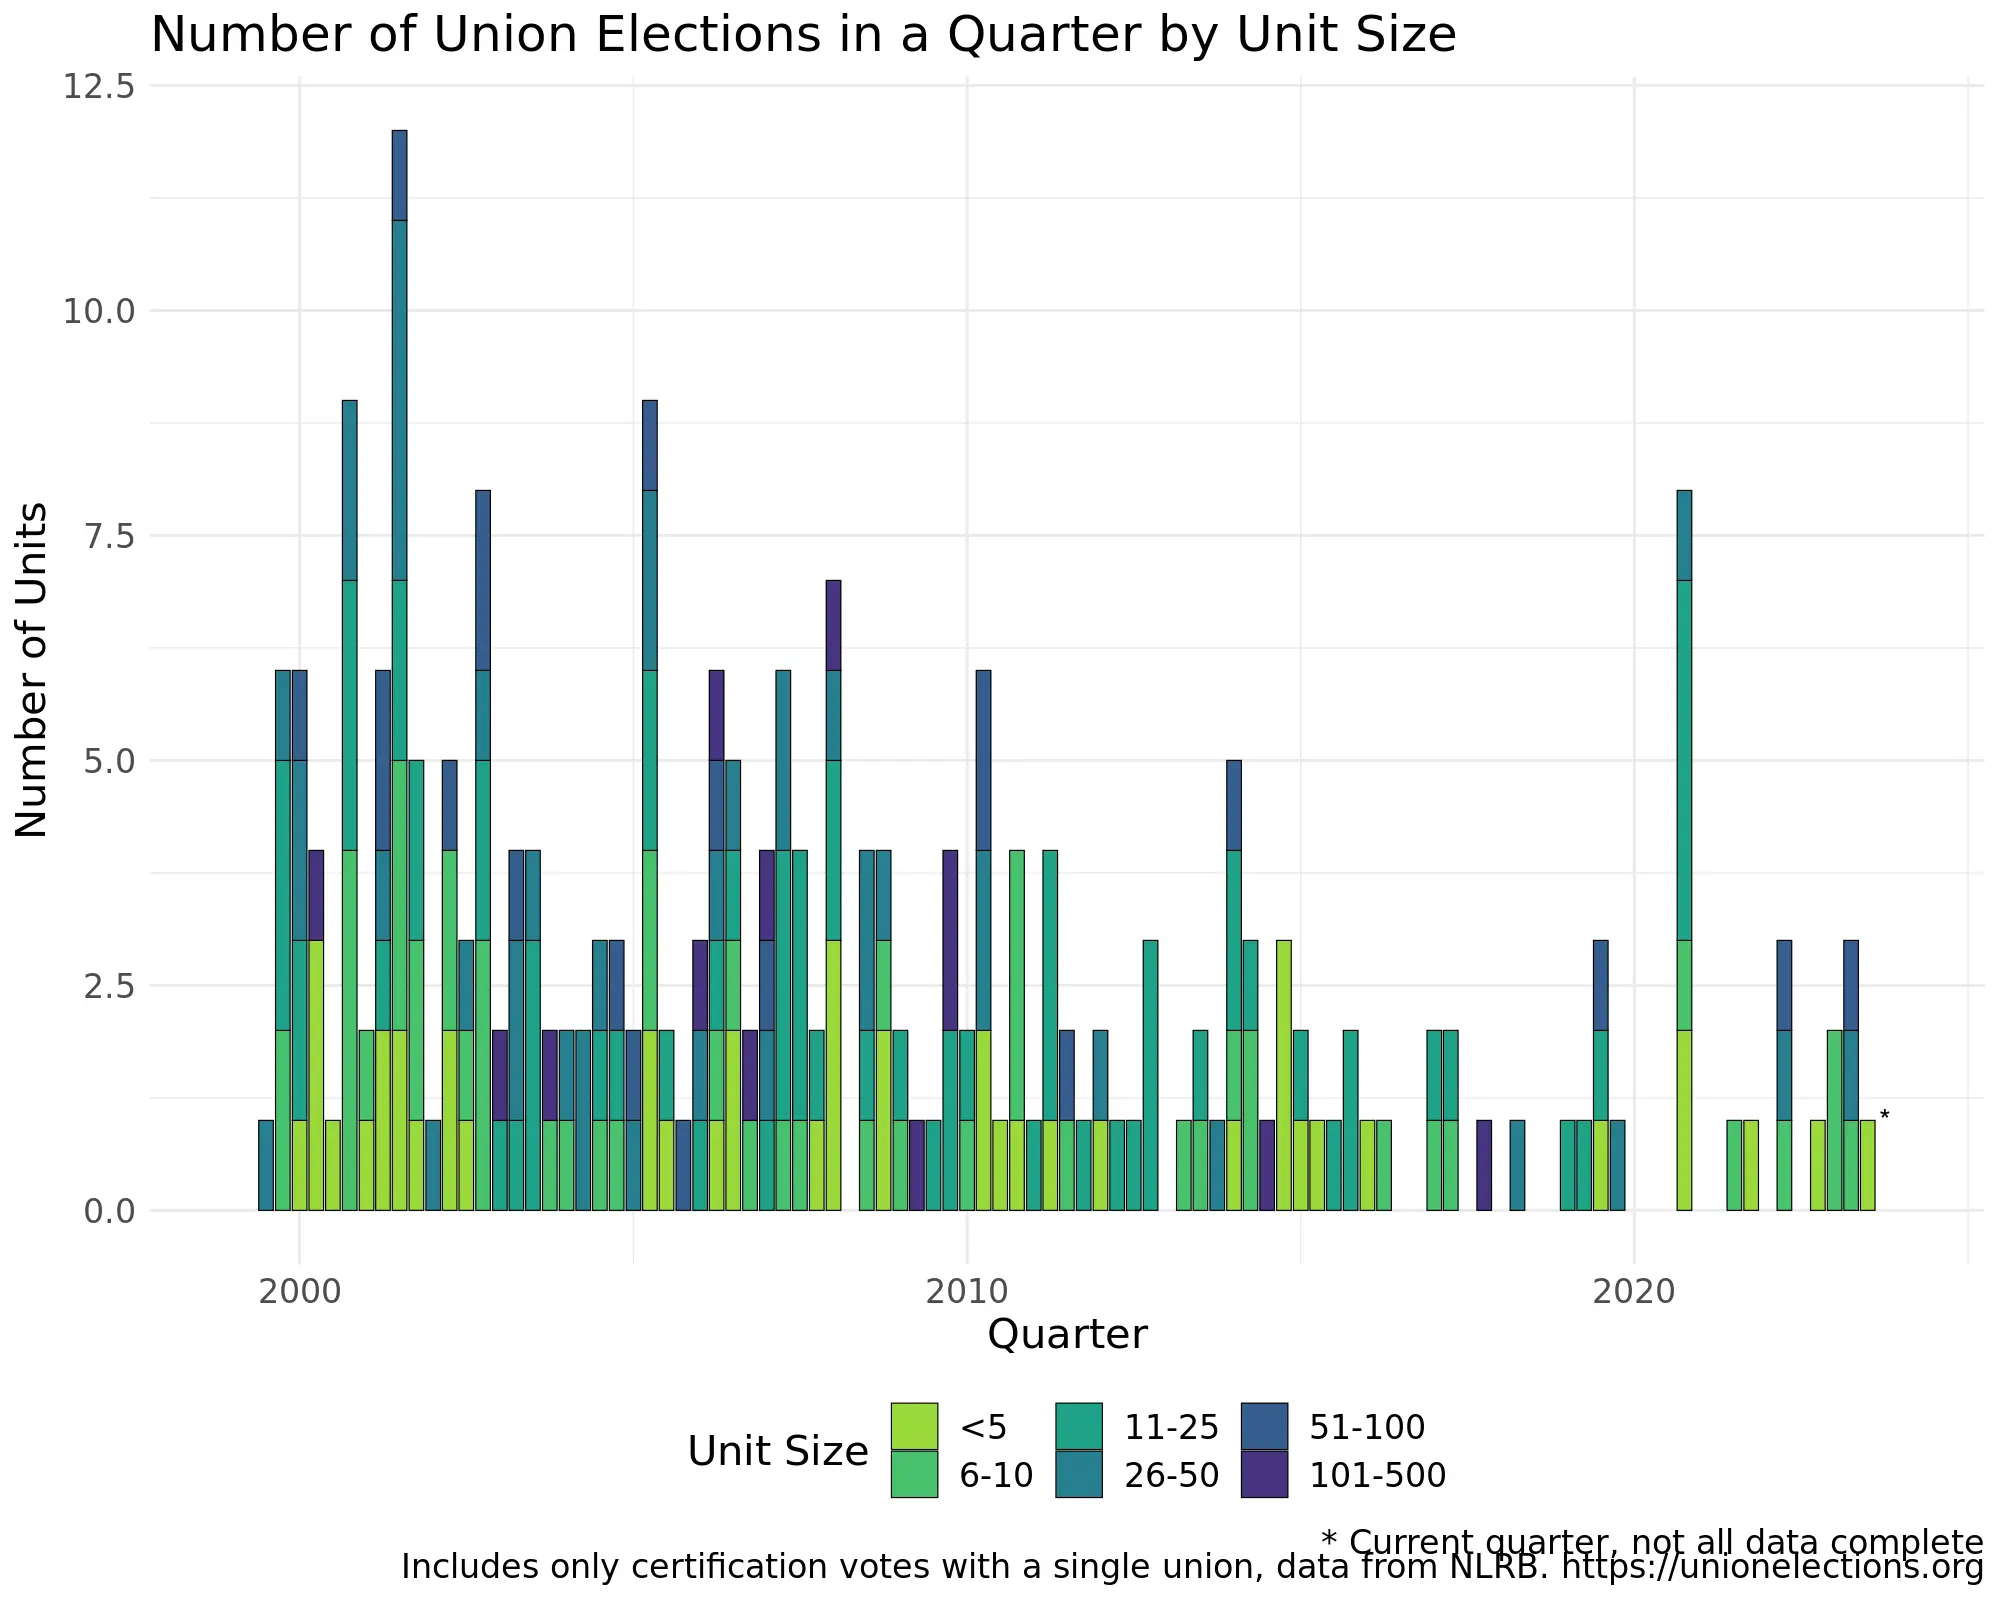 Number of Union Elections in a Quarter by Unit Size
12.5
10.0
7.5
5.0
2.5
0.0
Number of Units
*
2000 2010 2020
Quarter
Unit Size
<5 11-25 51-100
6-10 26-50 101-500
* Current quarter, not all data complete
Includes only certification votes with a single union, data from NLRB. https://unionelections.org